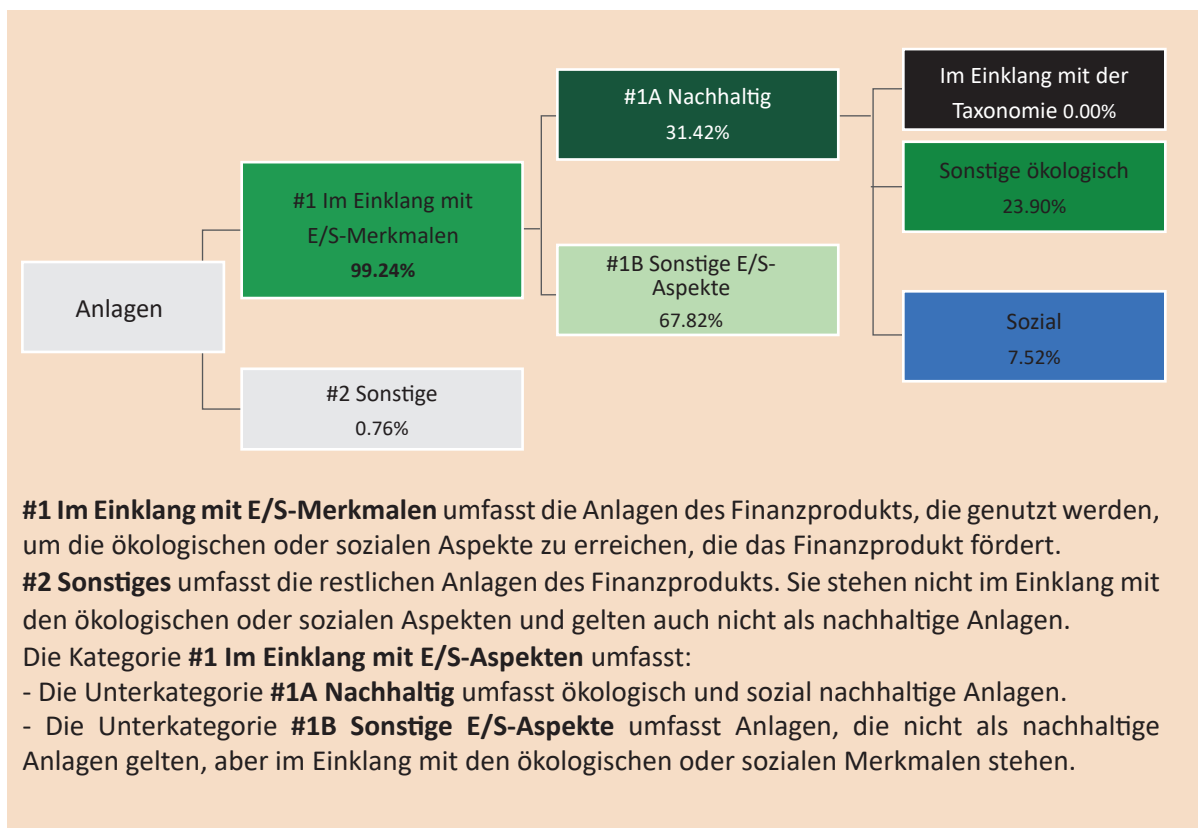 Anlagen
#1 Im Einklang mit
E/S-Merkmalen
99.24%
#2 Sonstige
0.76%
#1A Nachhaltig
31.42%
#1B Sonstige E/S-
Aspekte
67.82%
Im Einklang mit der
Taxonomie 0.00%
Sonstige ökologisch
23.90%
Sozial
7.52%
#1 Im Einklang mit E/S-Merkmalen umfasst die Anlagen des Finanzprodukts, die genutzt werden,
um die ökologischen oder sozialen Aspekte zu erreichen, die das Finanzprodukt fördert.
#2 Sonstiges umfasst die restlichen Anlagen des Finanzprodukts. Sie stehen nicht im Einklang mit
den ökologischen oder sozialen Aspekten und gelten auch nicht als nachhaltige Anlagen.
Die Kategorie #1 Im Einklang mit E/S-Aspekten umfasst:
- Die Unterkategorie #1A Nachhaltig umfasst ökologisch und sozial nachhaltige Anlagen.
- Die Unterkategorie #1B Sonstige E/S-Aspekte umfasst Anlagen, die nicht als nachhaltige
Anlagen gelten, aber im Einklang mit den ökologischen oder sozialen Merkmalen stehen.